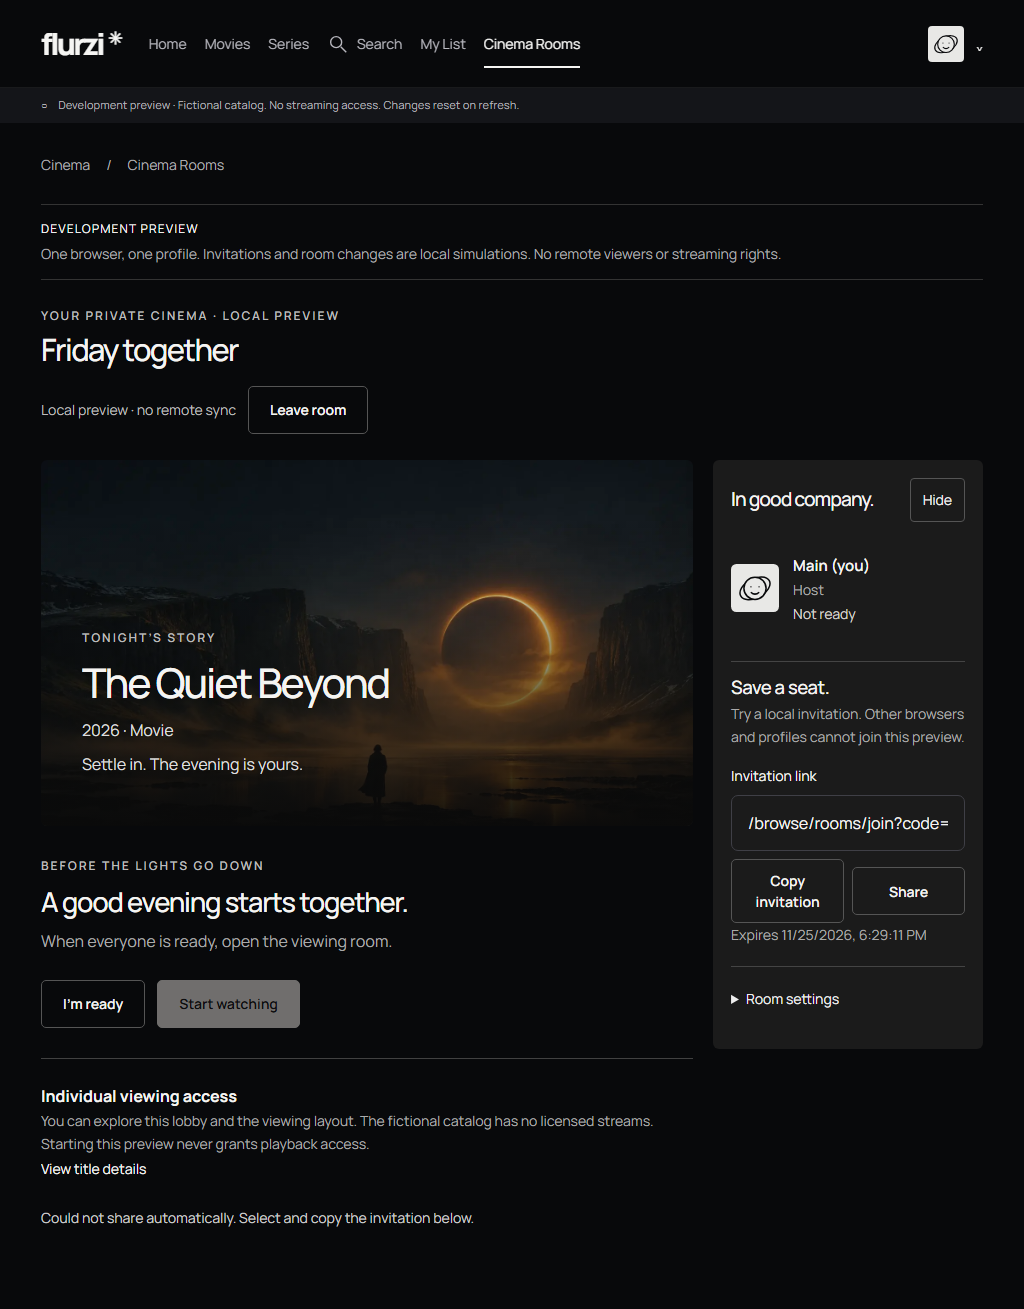 flurzi*
Home
Movies
Series
Search
My List
Cinema Rooms
Development preview · Fictional catalog. No streaming access. Changes reset on refresh.
Cinema / Cinema Rooms
DEVELOPMENT PREVIEW
One browser, one profile. Invitations and room changes are local simulations. No remote viewers or streaming rights.
YOUR PRIVATE CINEMA · LOCAL PREVIEW
Friday together
Local preview · no remote sync
Leave room
TONIGHT'S STORY
The Quiet Beyond
2026 · Movie
Settle in. The evening is yours.
BEFORE THE LIGHTS GO DOWN
A good evening starts together.
When everyone is ready, open the viewing room.
I'm ready
Start watching
Individual viewing access
You can explore this lobby and the viewing layout. The fictional catalog has no licensed streams.
Starting this preview never grants playback access.
View title details
Could not share automatically. Select and copy the invitation below.
In good company.
Hide
Main (you)
Host
Not ready
Save a seat.
Try a local invitation. Other browsers
and profiles cannot join this preview.
Invitation link
/browse/rooms/join?code=
Copy
invitation
Share
Expires 11/25/2026, 6:29:11 PM
Room settings